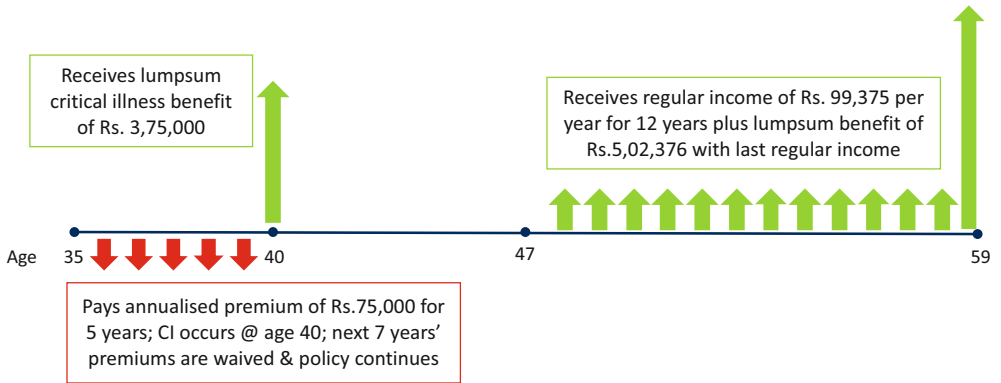 Receives lumpsum
critical illness benefit
of Rs. 3,75,000
Receives regular income of Rs. 99,375 per
year for 12 years plus lumpsum benefit of
Rs.5,02,376 with last regular income
Age 35 40 47 59
Pays annualised premium of Rs.75,000 for
5 years; CI occurs @ age 40; next 7 years’
premiums are waived & policy continues